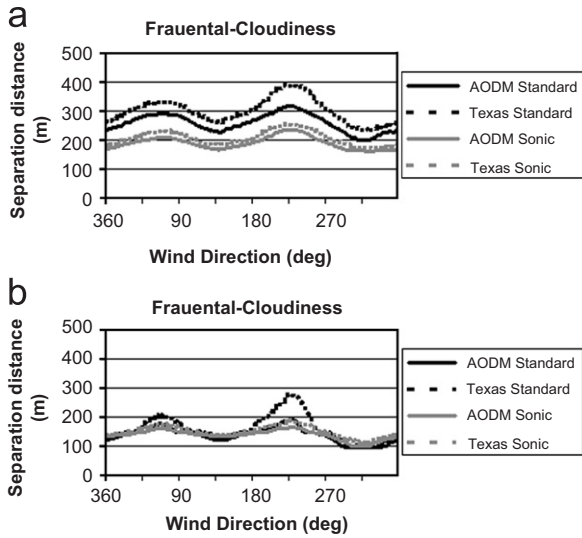 a
Frauental-Cloudiness
Separation distance
(m)
500
400
300
200
100
0
360
90
180
270
Wind Direction (deg)
AODM Standard
Texas Standard
AODM Sonic
Texas Sonic
b
Frauental-Cloudiness
Separation distance
(m)
500
400
300
200
100
0
360
90
180
270
Wind Direction (deg)
AODM Standard
Texas Standard
AODM Sonic
Texas Sonic